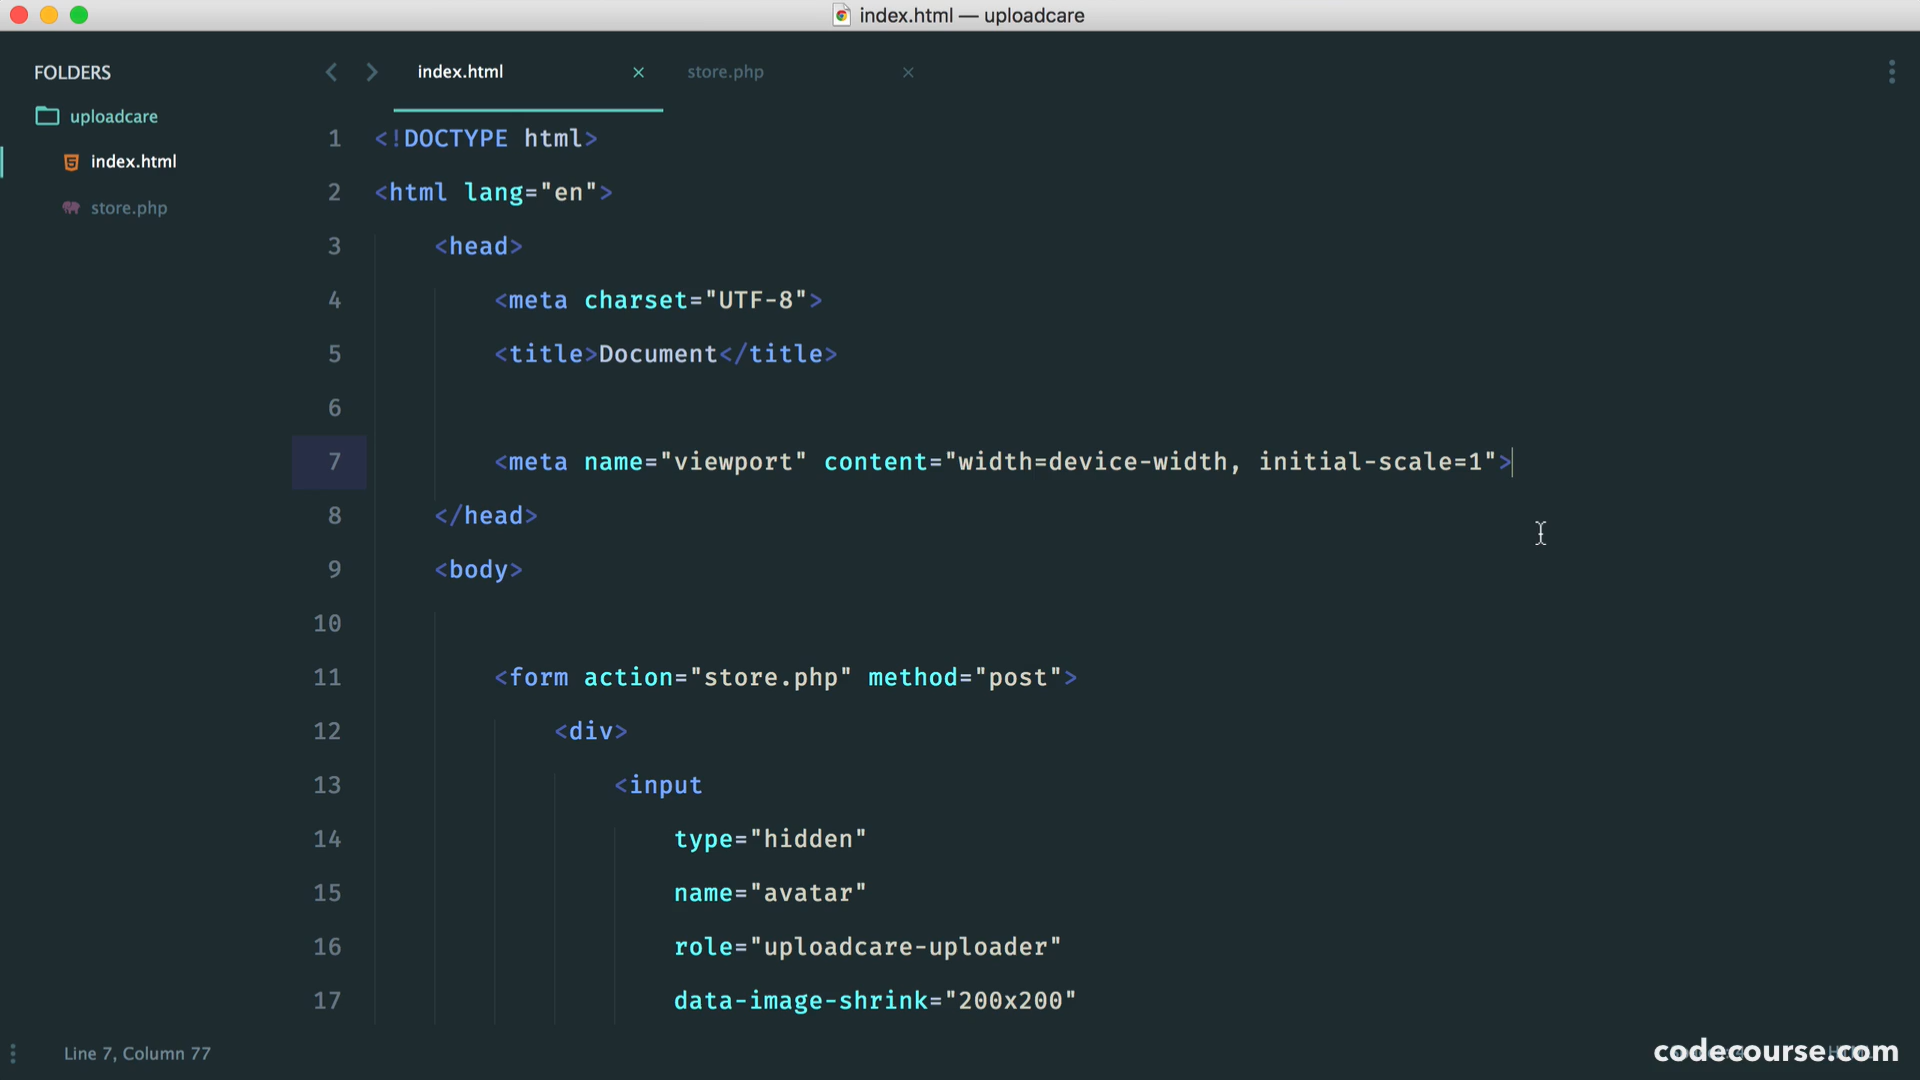 index.html — uploadcare
FOLDERS
uploadcare
index.html
store.php
index.html × store.php ×
1 <!DOCTYPE html>
2 <html lang="en">
3 <head>
4 <meta charset="UTF-8">
5 <title>Document</title>
6
7 <meta name="viewport" content="width=device-width, initial-scale=1">
8 </head>
9 <body>
10
11 <form action="store.php" method="post">
12 <div>
13 <input
14 type="hidden"
15 name="avatar"
16 role="uploadcare-uploader"
17 data-image-shrink="200x200"
Line 7, Column 77
codecourse.com